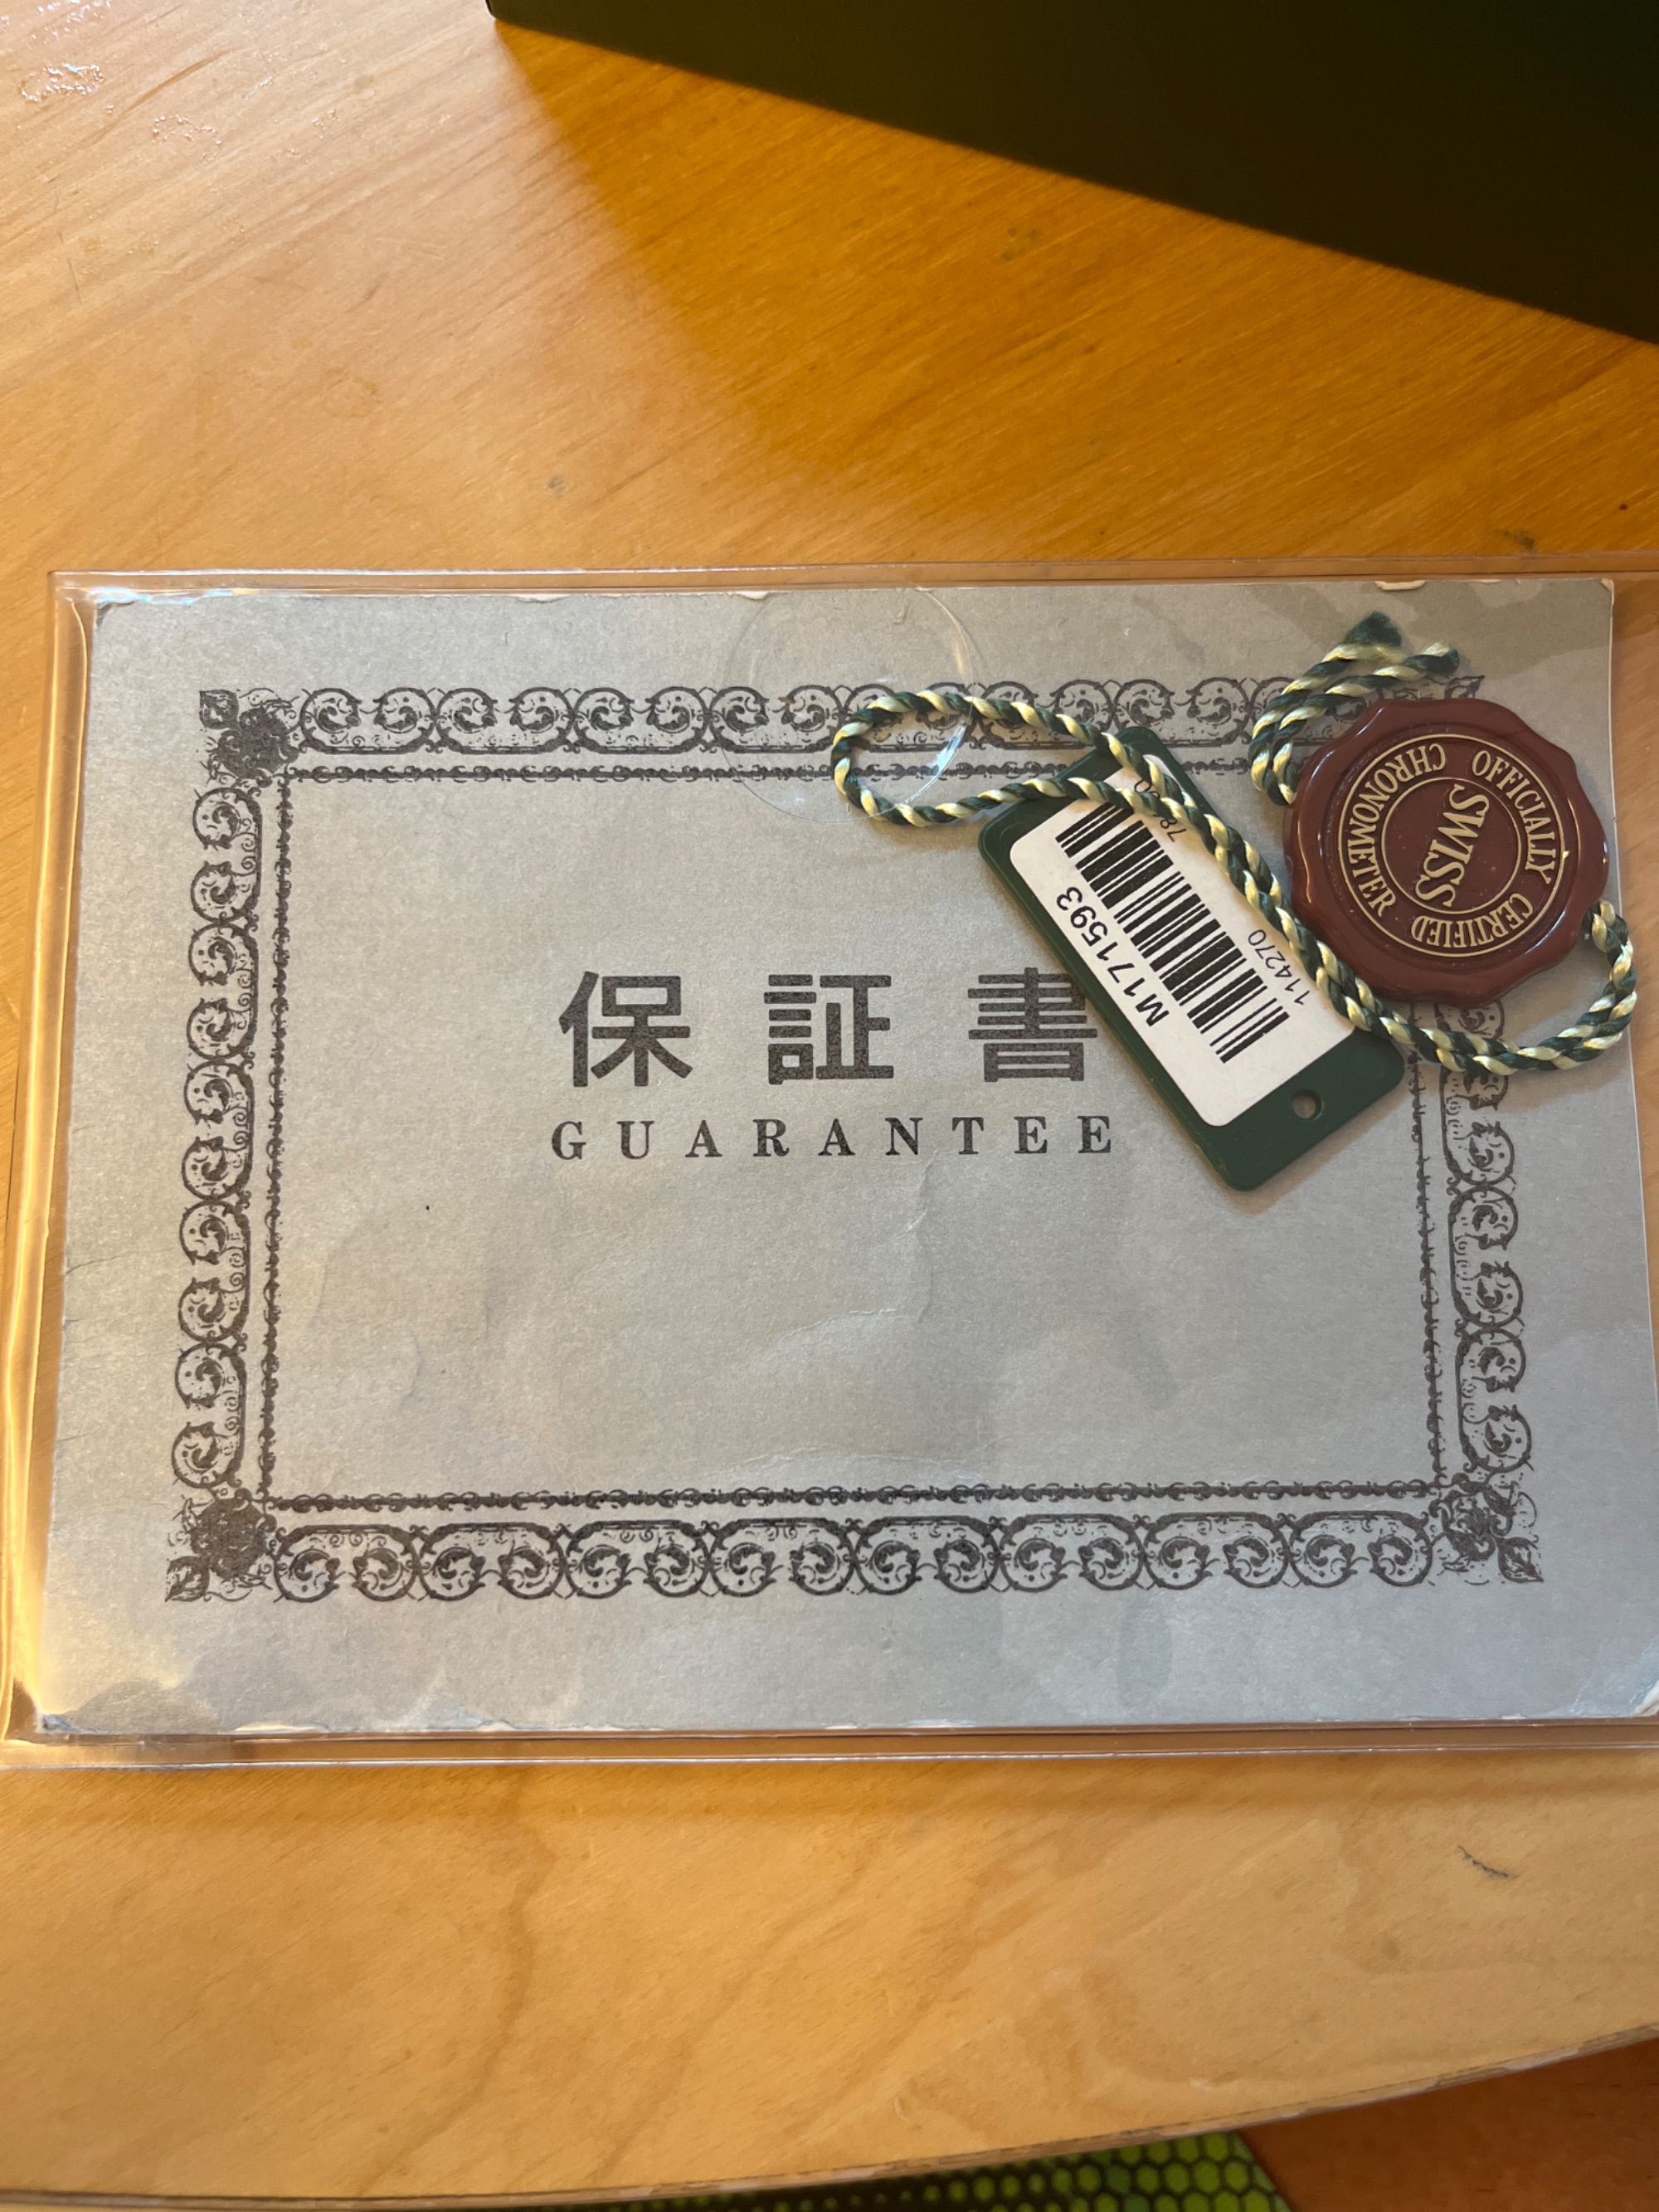 保証書
GUARANTEE
M171593
114270
OFFICIALLY CERTIFIED
CHRONOMETER
SWISS